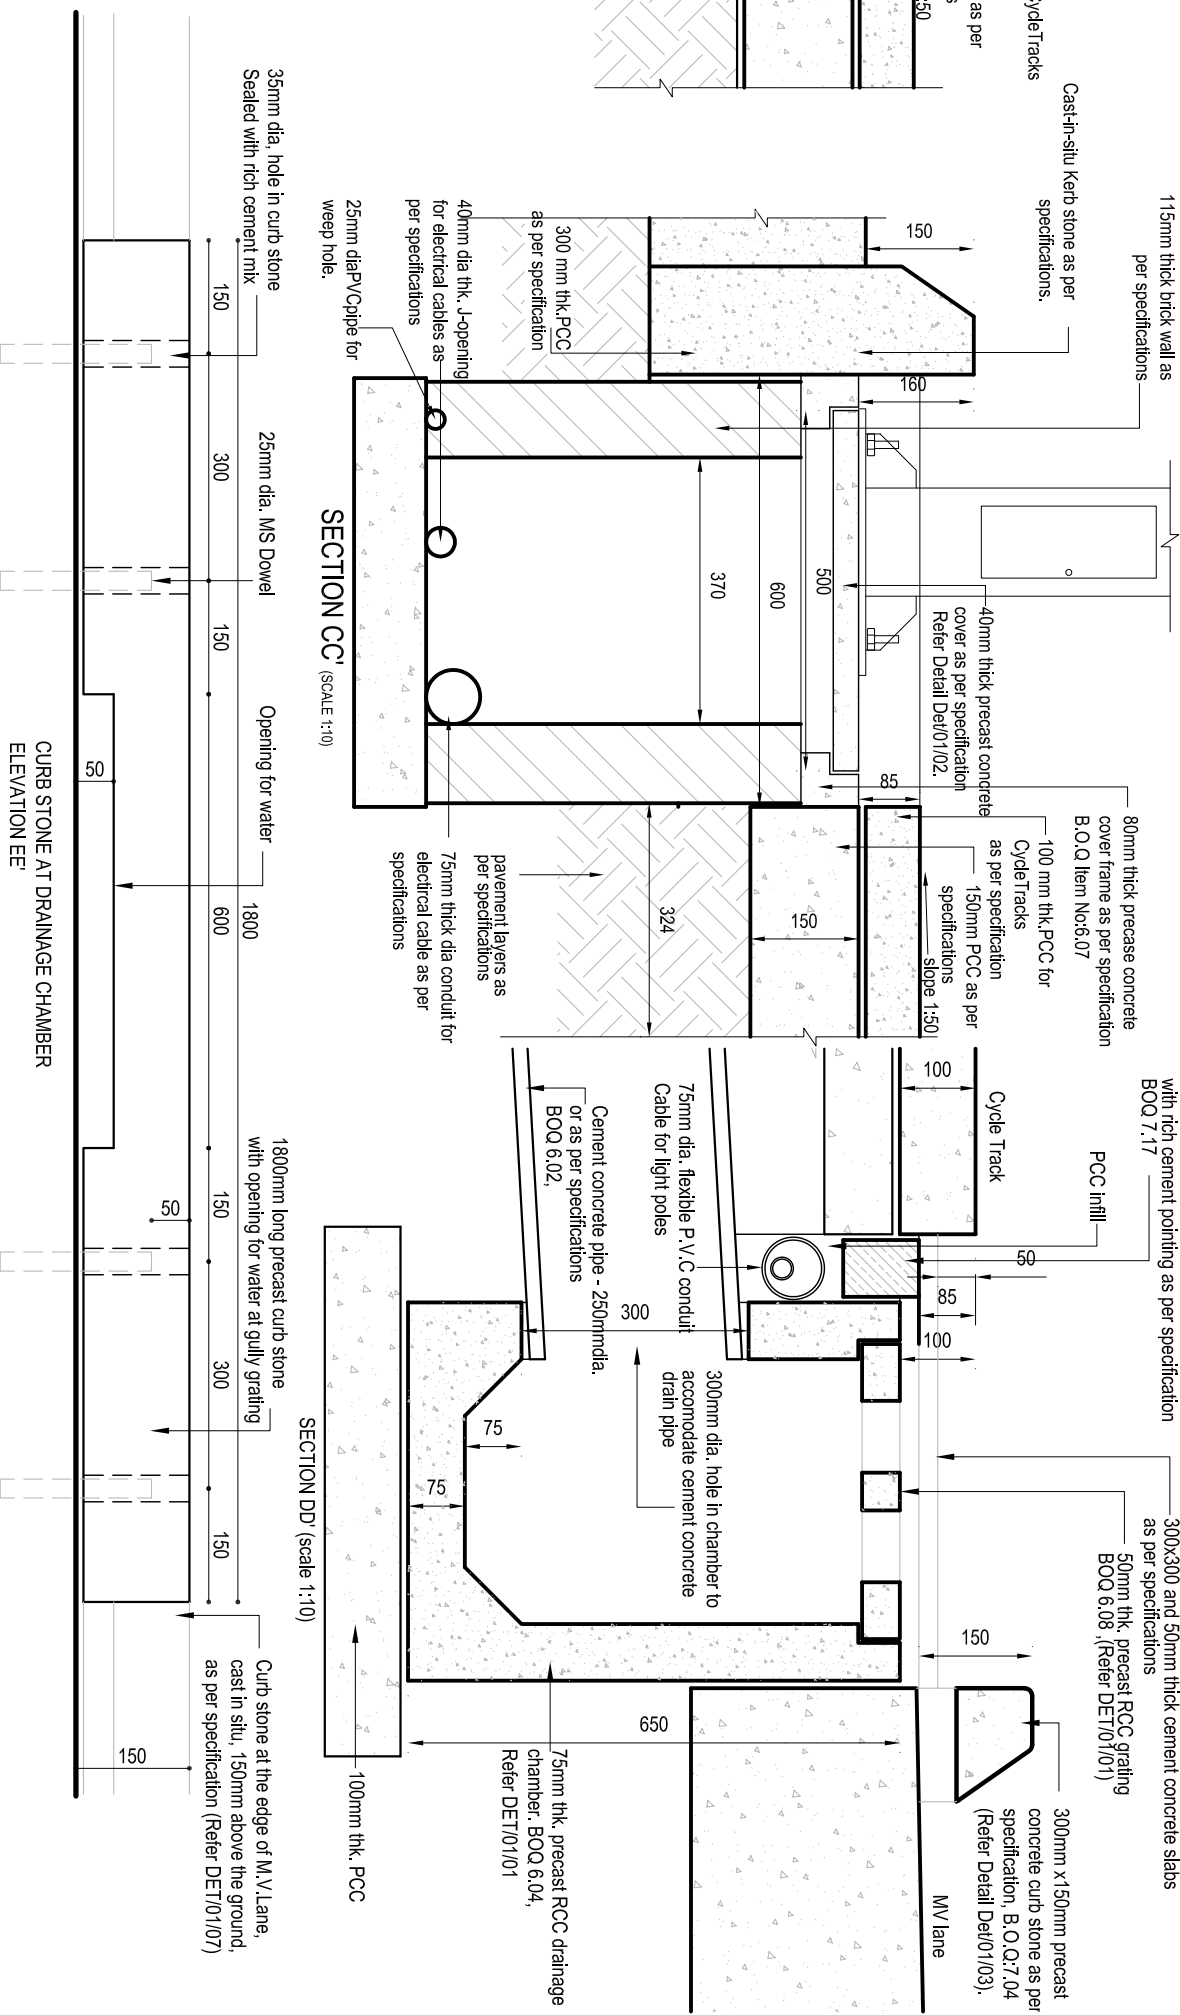 :50
as per
s
CycleTracks
Cast-in-situ Kerb stone as per
specifications.
115mm thick brick wall as
per specifications
150
160
300 mm thk.PCC
as per specification
40mm dia thk. J-opening
for electrical cables as
per specifications
25mm diaPVCpipe for
weep hole.
370
600
500
85
40mm thick precast concrete
cover as per specification
Refer Detail Det/01/02.
80mm thick precase concrete
cover frame as per specification
B.O.Q Item No:6.07
100 mm thk.PCC for
CycleTracks
as per specification
150mm PCC as per
specifications
slope 1:50
150
324
pavement layers as
per specifications
75mm thick dia conduit for
electrical cable as per
specifications
SECTION CC' (SCALE 1:10)
with rich cement pointing as per specification
BOQ 7.17
PCC infill
Cycle Track
100
50
85
100
75mm dia. flexible P.V.C conduit
Cable for light poles
Cement concrete pipe - 250mmdia.
or as per specifications
BOQ 6.02,
300
300mm dia. hole in chamber to
accomodate cement concrete
drain pipe
75
75
300x300 and 50mm thick cement concrete slabs
as per specifications
50mm thk. precast RCC grating
BOQ 6.08 ,(Refer DET/01/01)
150
300mm x150mm precast
concrete curb stone as per
specification, B.O.Q:7.04
(Refer Detail Det/01/03).
MV lane
650
75mm thk. precast RCC drainage
chamber. BOQ 6.04,
Refer DET/01/01
100mm thk. PCC
SECTION DD' (scale 1:10)
35mm dia, hole in curb stone
Sealed with rich cement mix
25mm dia. MS Dowel
Opening for water
1800mm long precast curb stone
with opening for water at gully grating
Curb stone at the edge of M.V.Lane,
cast in situ, 150mm above the ground,
as per specification (Refer DET/01/07)
1800
150
300
150
600
150
300
150
50
50
150
CURB STONE AT DRAINAGE CHAMBER
ELEVATION EE'